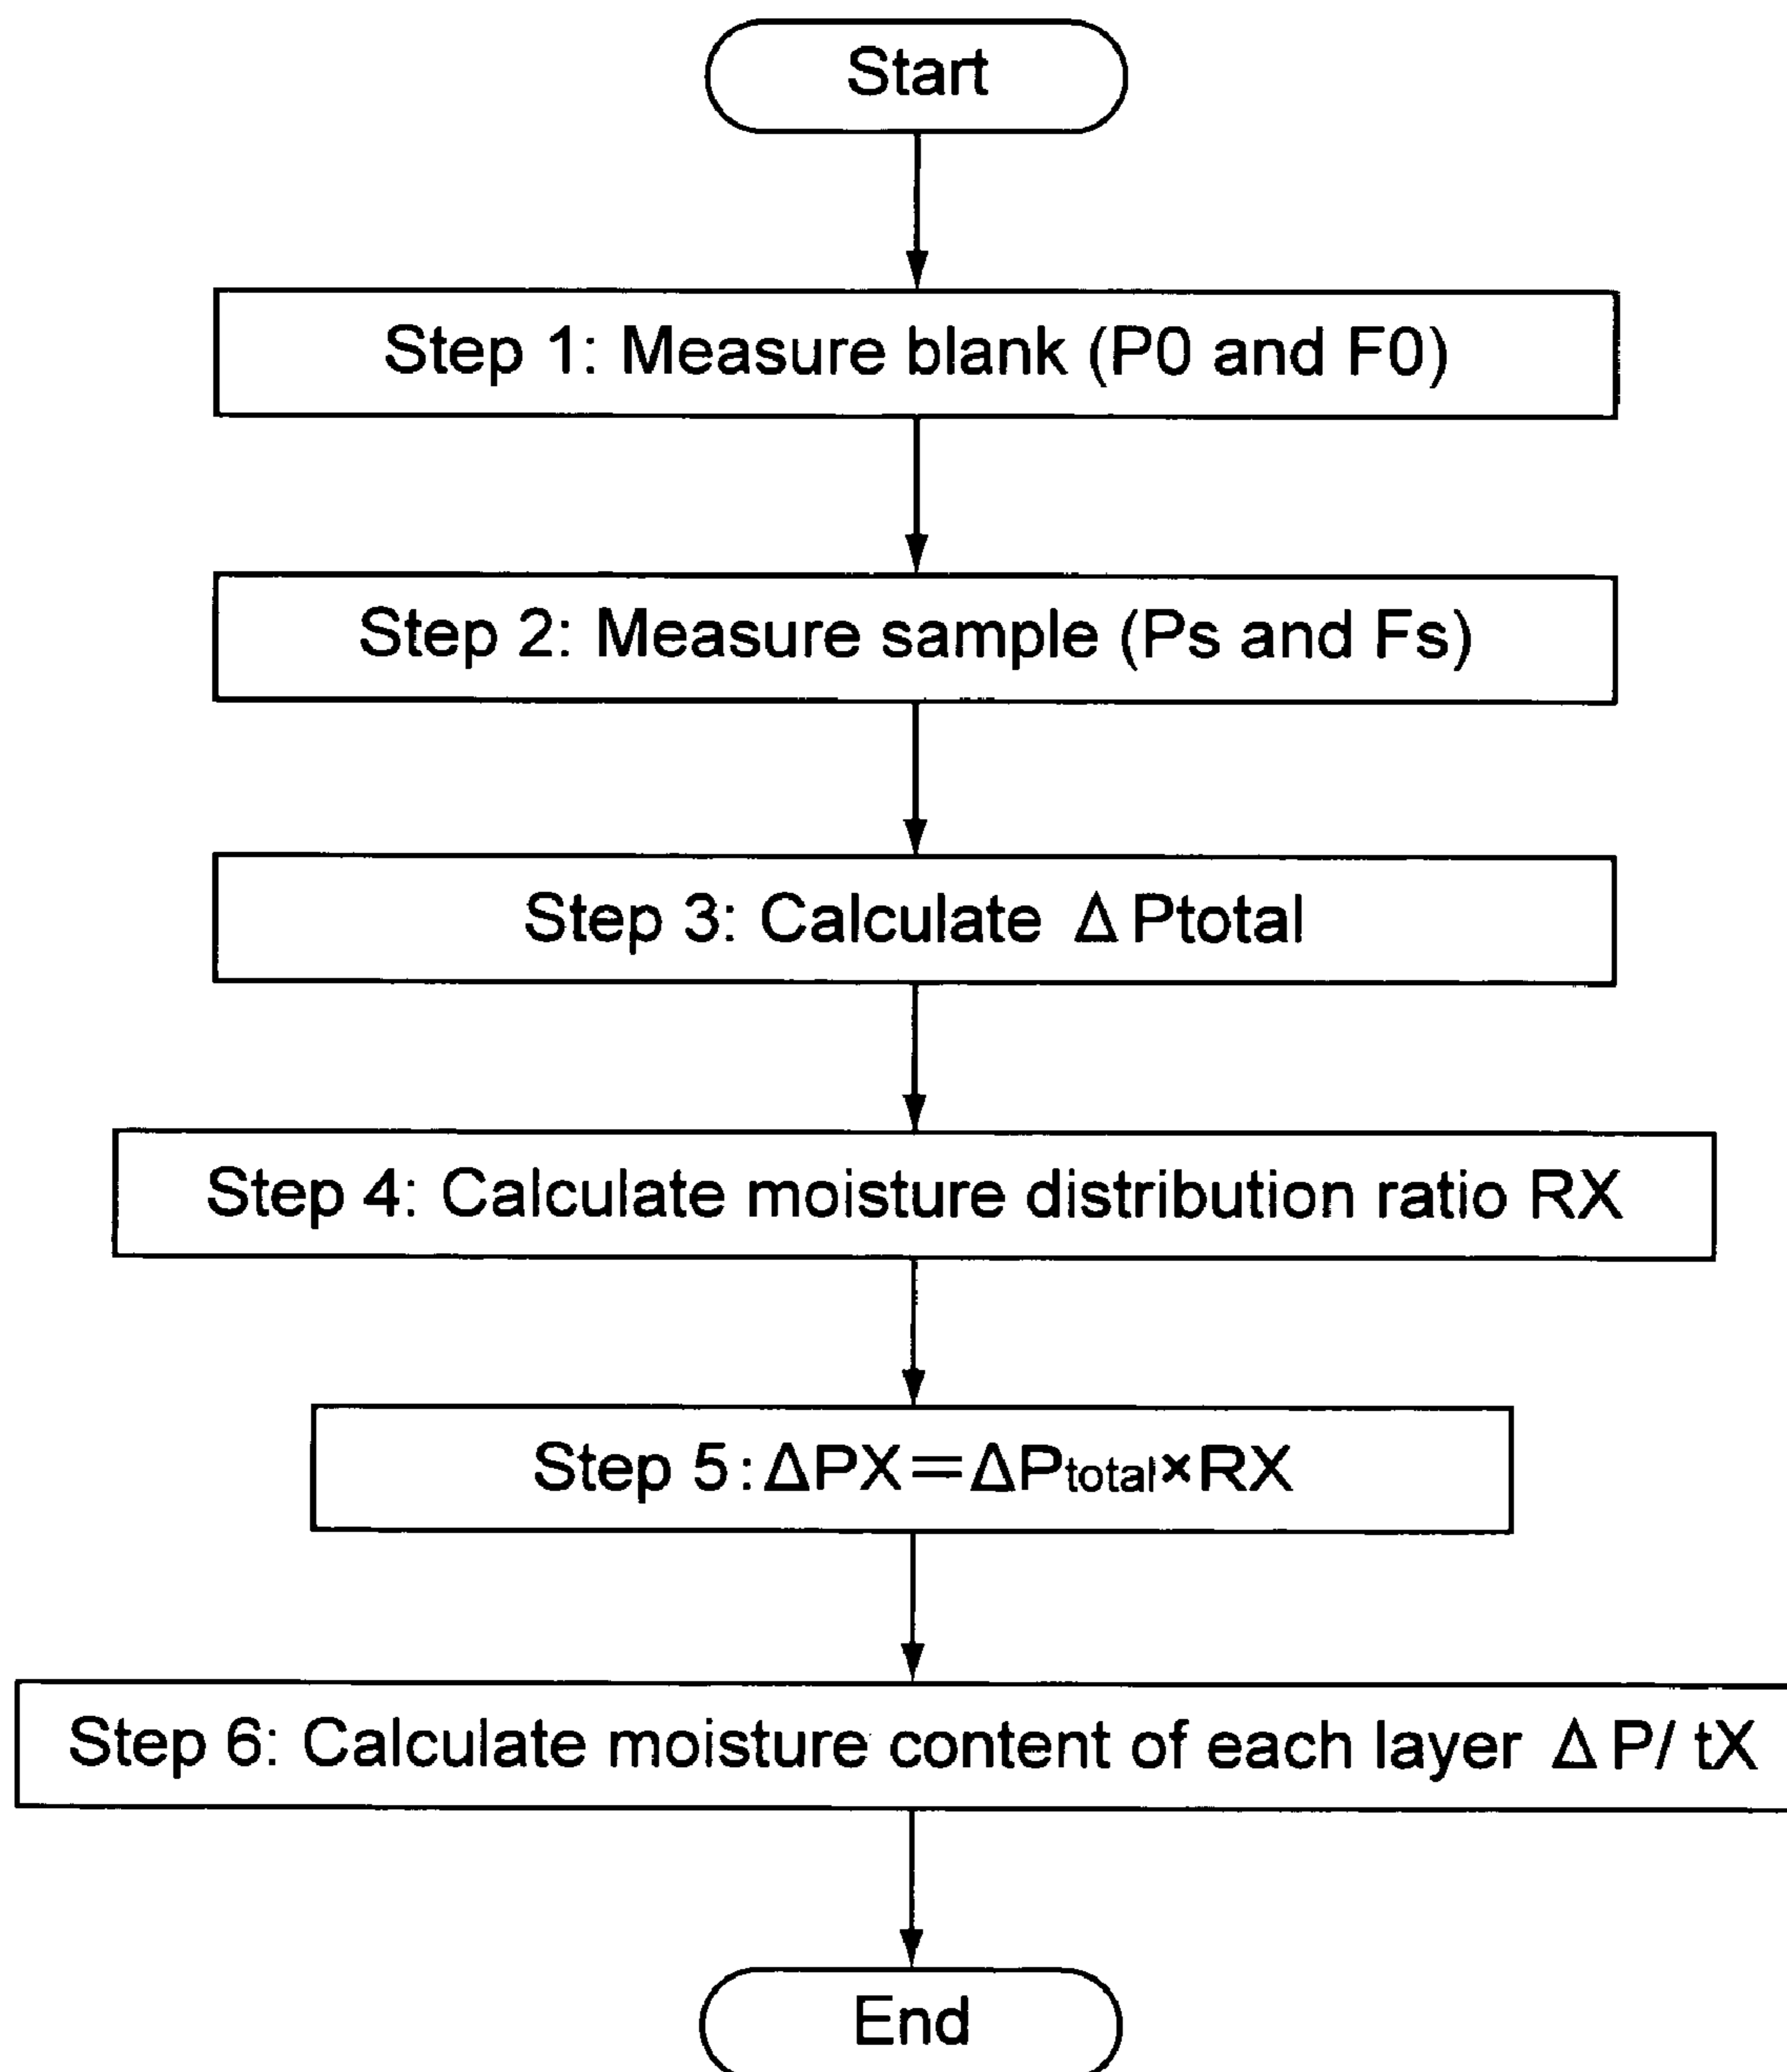 Start
Step 1: Measure blank (P0 and F0)
Step 2: Measure sample (Ps and Fs)
Step 3: Calculate Δ Ptotal
Step 4: Calculate moisture distribution ratio RX
Step 5:ΔPX=ΔPtotal×RX
Step 6: Calculate moisture content of each layer Δ P/ tX
End